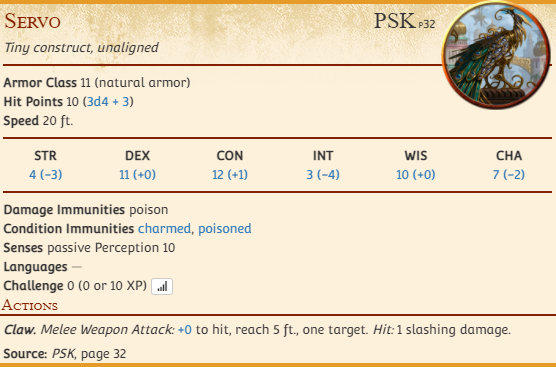 Servo PSK p32
Tiny construct, unaligned
Armor Class 11 (natural armor)
Hit Points 10 (3d4 + 3)
Speed 20 ft.
STR DEX CON INT WIS CHA
4 (−3) 11 (+0) 12 (+1) 3 (−4) 10 (+0) 7 (−2)
Damage Immunities poison
Condition Immunities charmed, poisoned
Senses passive Perception 10
Languages —
Challenge 0 (0 or 10 XP)
Actions
Claw. Melee Weapon Attack: +0 to hit, reach 5 ft., one target. Hit: 1 slashing damage.
Source: PSK, page 32